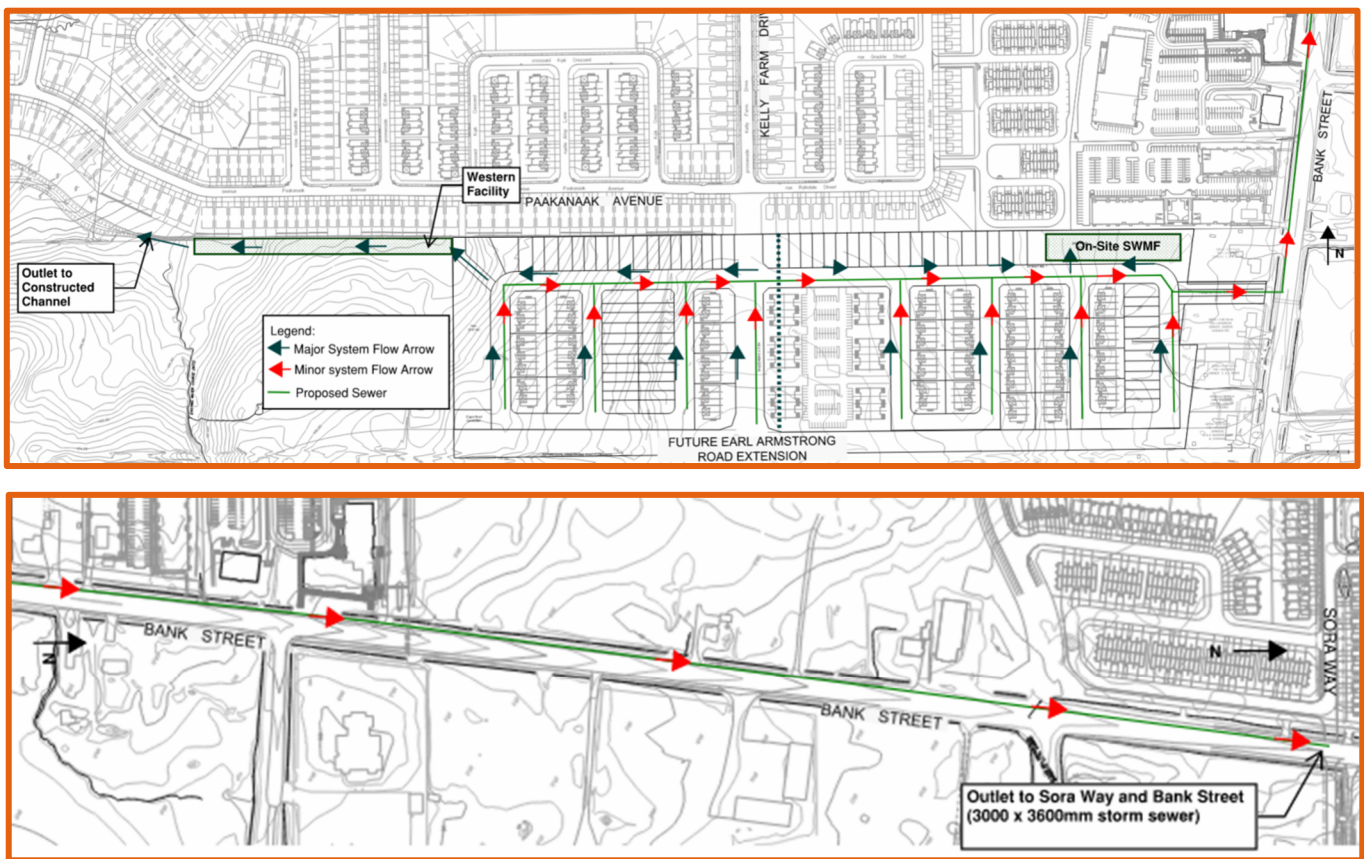 KELLY FARM DRIV
BANK STREET
Western
Facility
PAAKANAAK AVENUE
N
On-Site SWMF
Outlet to
Constructed
Channel
Legend:
Major System Flow Arrow
Minor system Flow Arrow
Proposed Sewer
FUTURE EARL ARMSTRONG
ROAD EXTENSION
BANK STREET
N
N
SORA WAY
BANK STREET
Outlet to Sora Way and Bank Street
(3000 x 3600mm storm sewer)